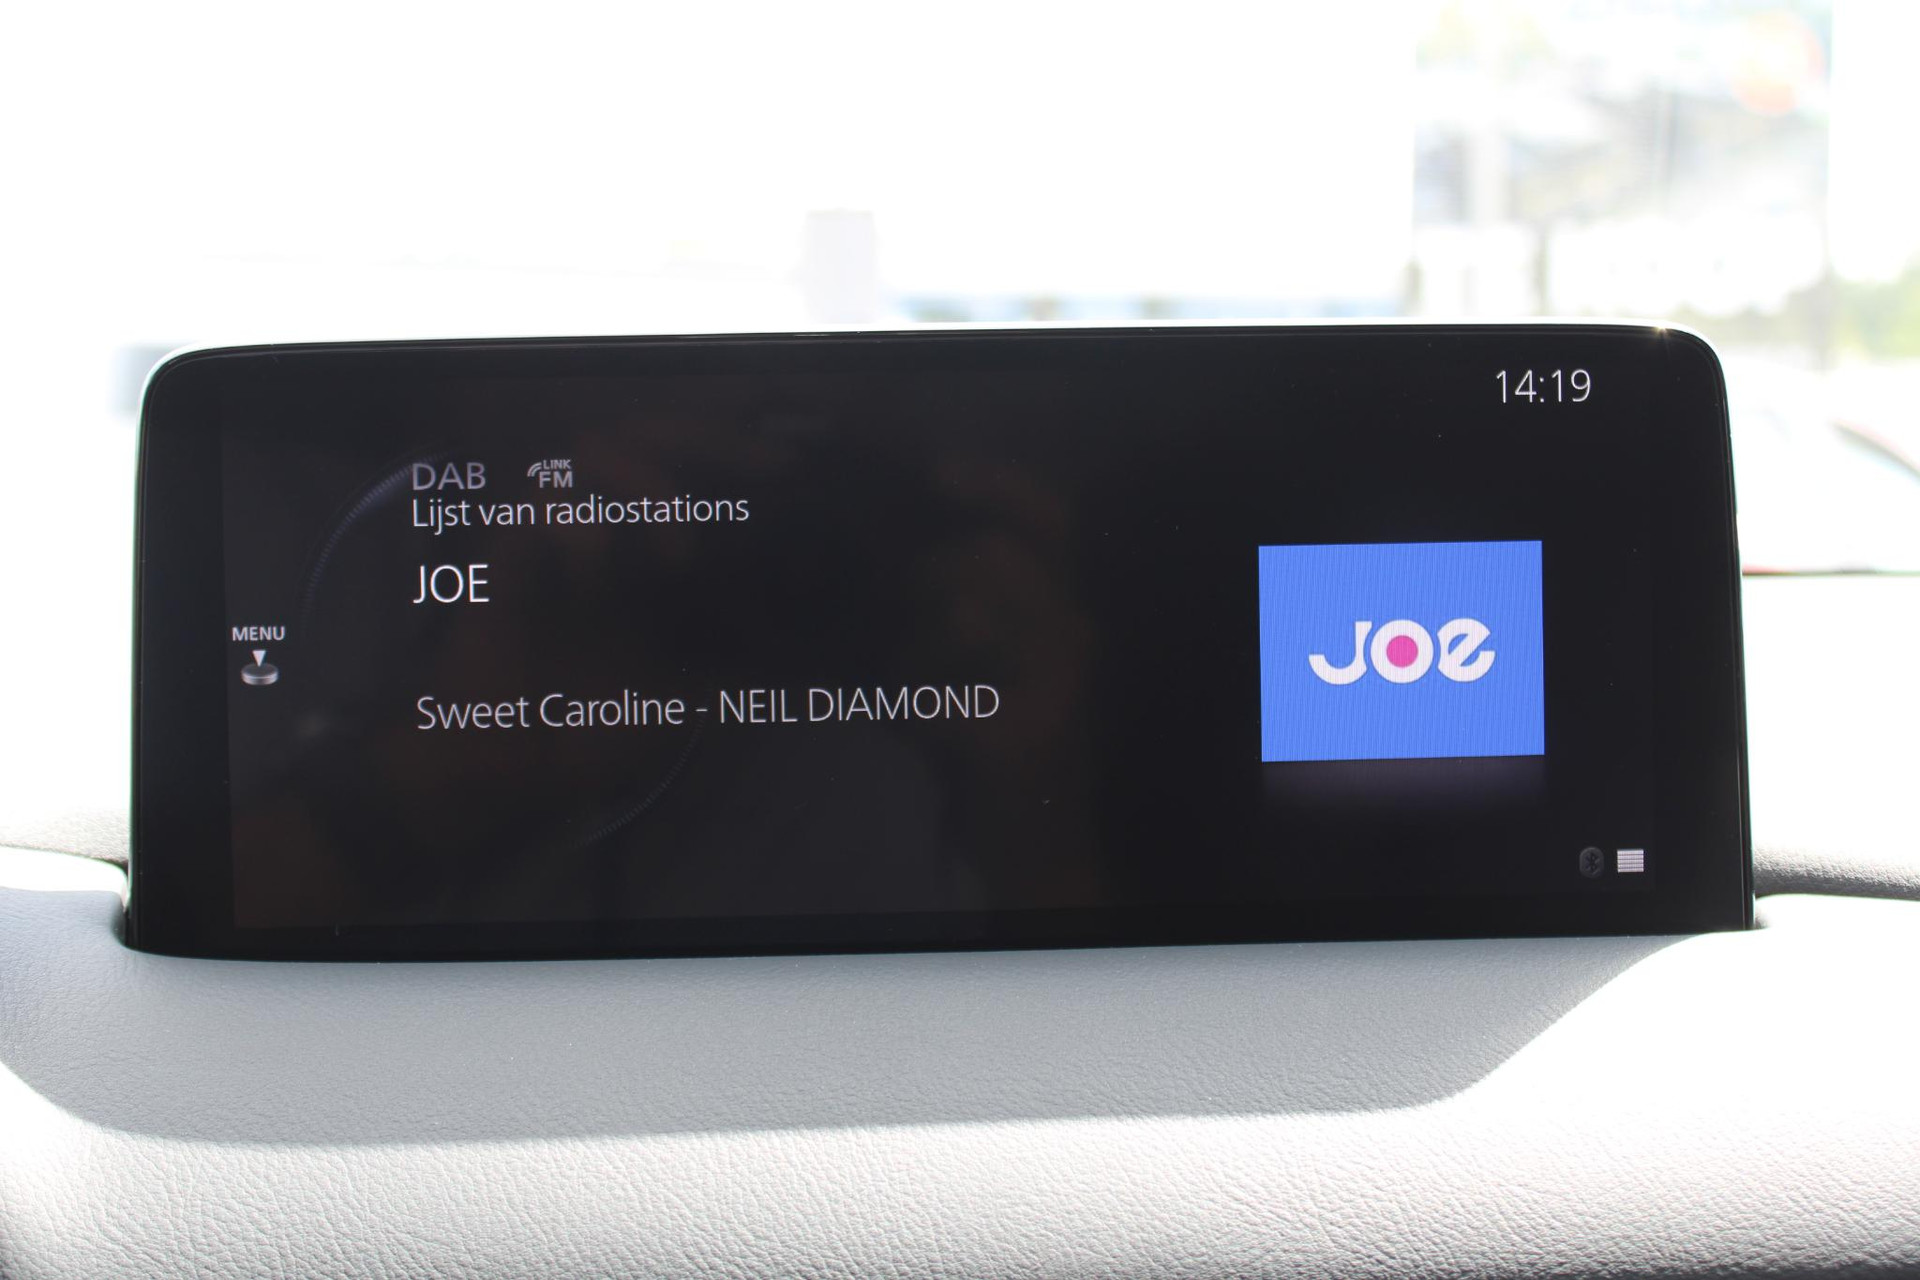 14:19
DAB LINK FM
Lijst van radiostations
JOE
MENU
Sweet Caroline - NEIL DIAMOND
JOe